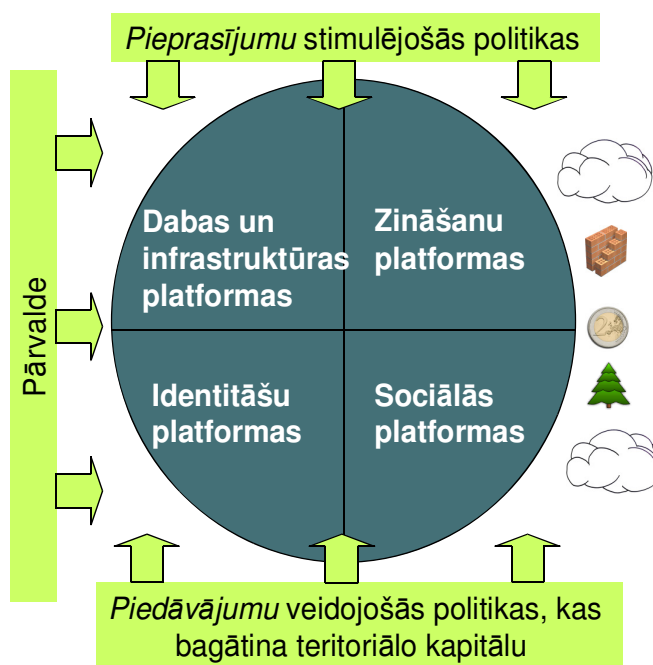 Pieprasījumu stimulējošās politikas
Pārvalde
Dabas un
infrastruktūras
platformas
Zināšanu
platformas
Identitāšu
platformas
Sociālās
platformas
Piedāvājumu veidojošās politikas, kas
bagātina teritoriālo kapitālu